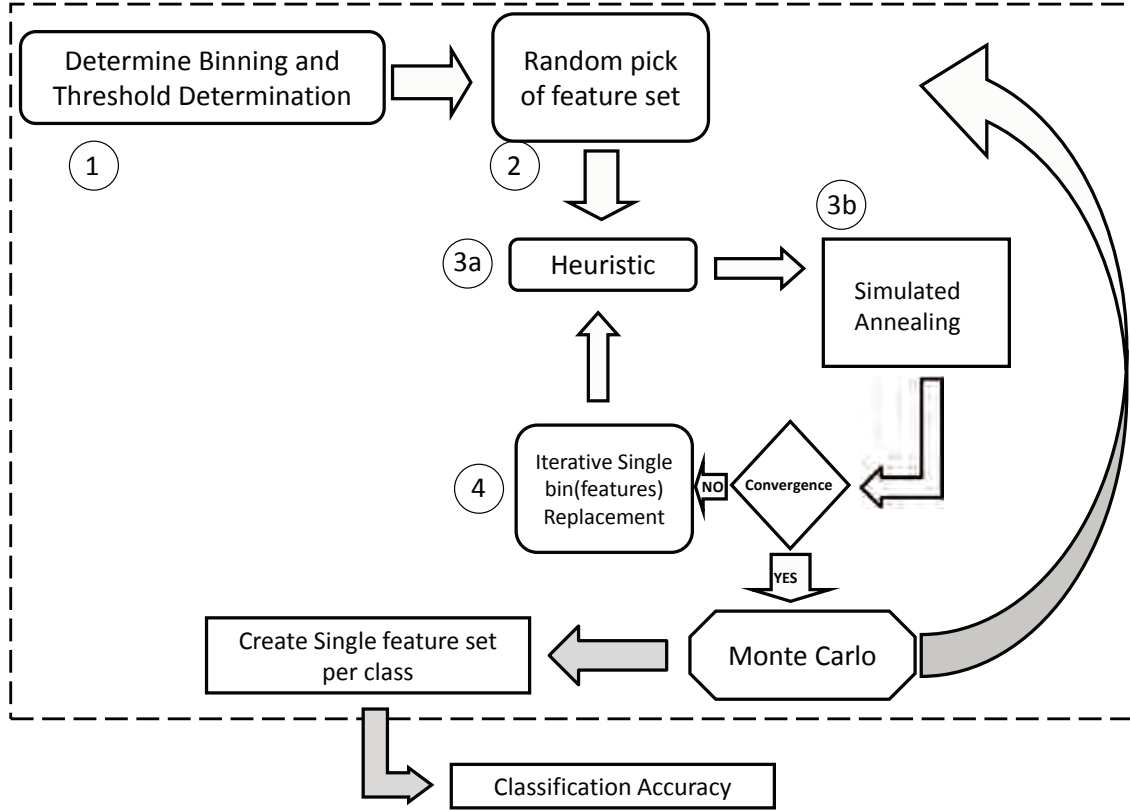 Determine Binning and
Threshold Determination
1
Random pick
of feature set
2
3a
Heuristic
3b
Simulated
Annealing
4
Iterative Single
bin(features)
Replacement
NO
Convergence
YES
Monte Carlo
Create Single feature set
per class
Classification Accuracy